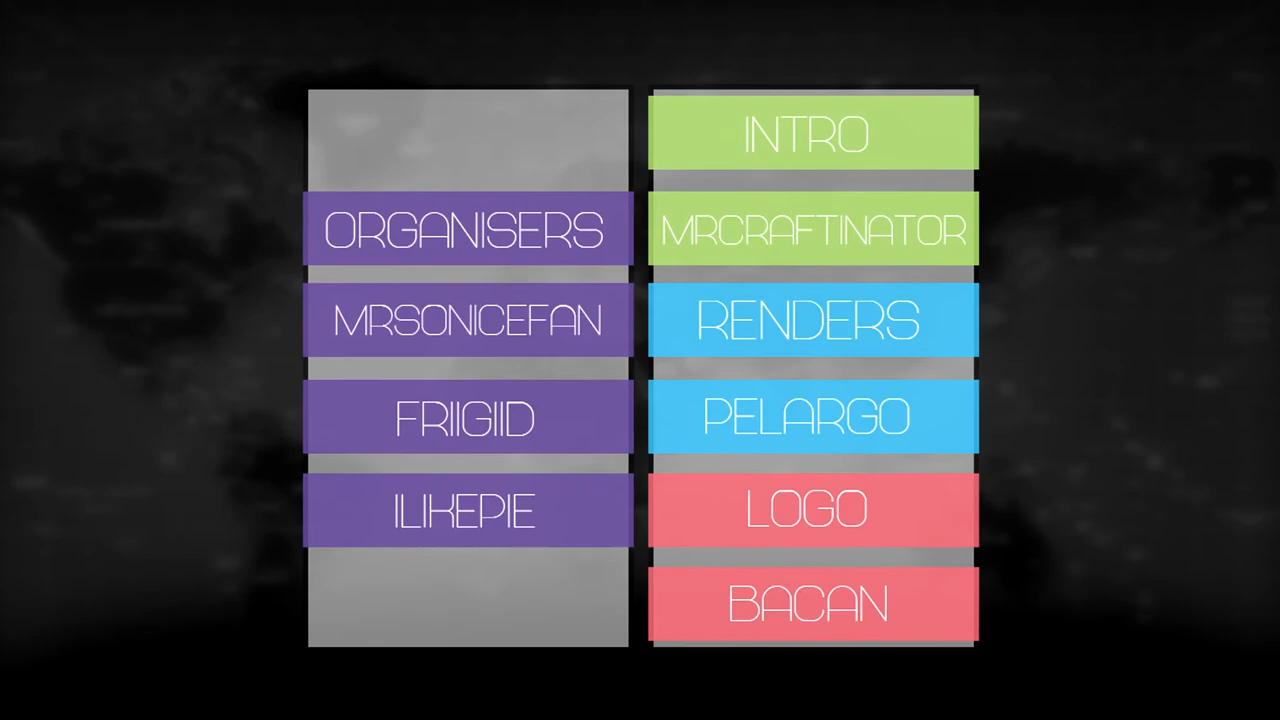 ORGANISERS
MRSONICEFAN
FRIIGIID
ILIKEPIE
INTRO
MRCRAFTINATOR
RENDERS
PELARGO
LOGO
BACAN